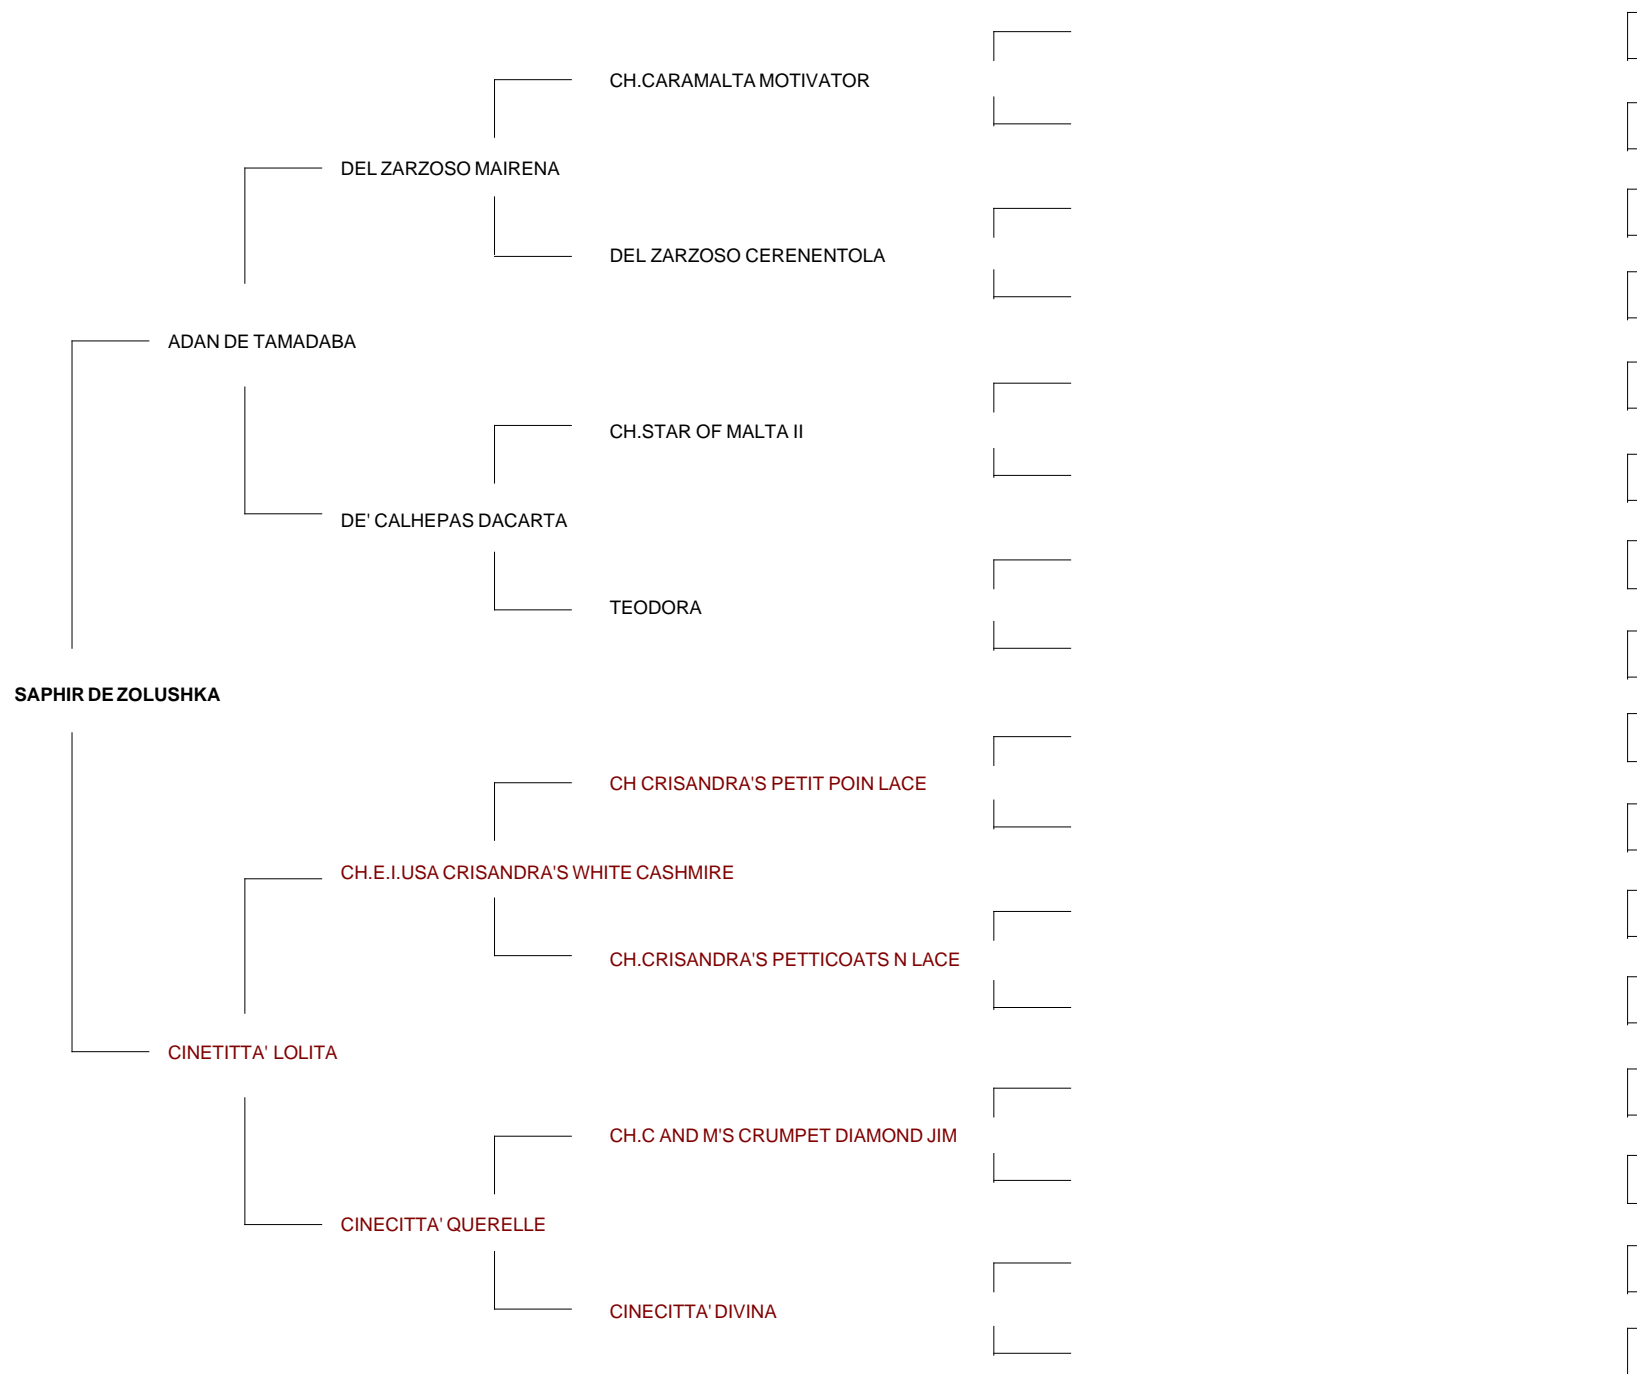 CH.CARAMALTA MOTIVATOR
DEL ZARZOSO MAIRENA
DEL ZARZOSO CERENENTOLA
ADAN DE TAMADABA
CH.STAR OF MALTA II
DE' CALHEPAS DACARTA
TEODORA
SAPHIR DE ZOLUSHKA
CH CRISANDRA'S PETIT POIN LACE
CH.E.I.USA CRISANDRA'S WHITE CASHMIRE
CH.CRISANDRA'S PETTICOATS N LACE
CINETITTA' LOLITA
CH.C AND M'S CRUMPET DIAMOND JIM
CINECITTA' QUERELLE
CINECITTA' DIVINA